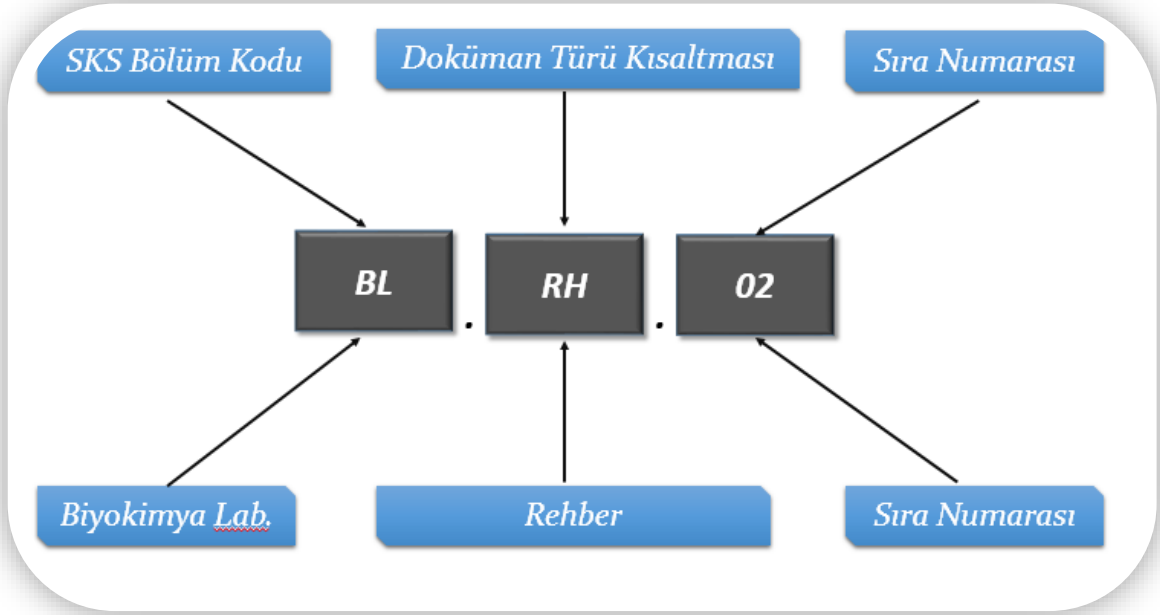 SKS Bölüm Kodu
Doküman Türü Kısaltması
Sıra Numarası
BL . RH . 02
Biyokimya Lab.
Rehber
Sıra Numarası